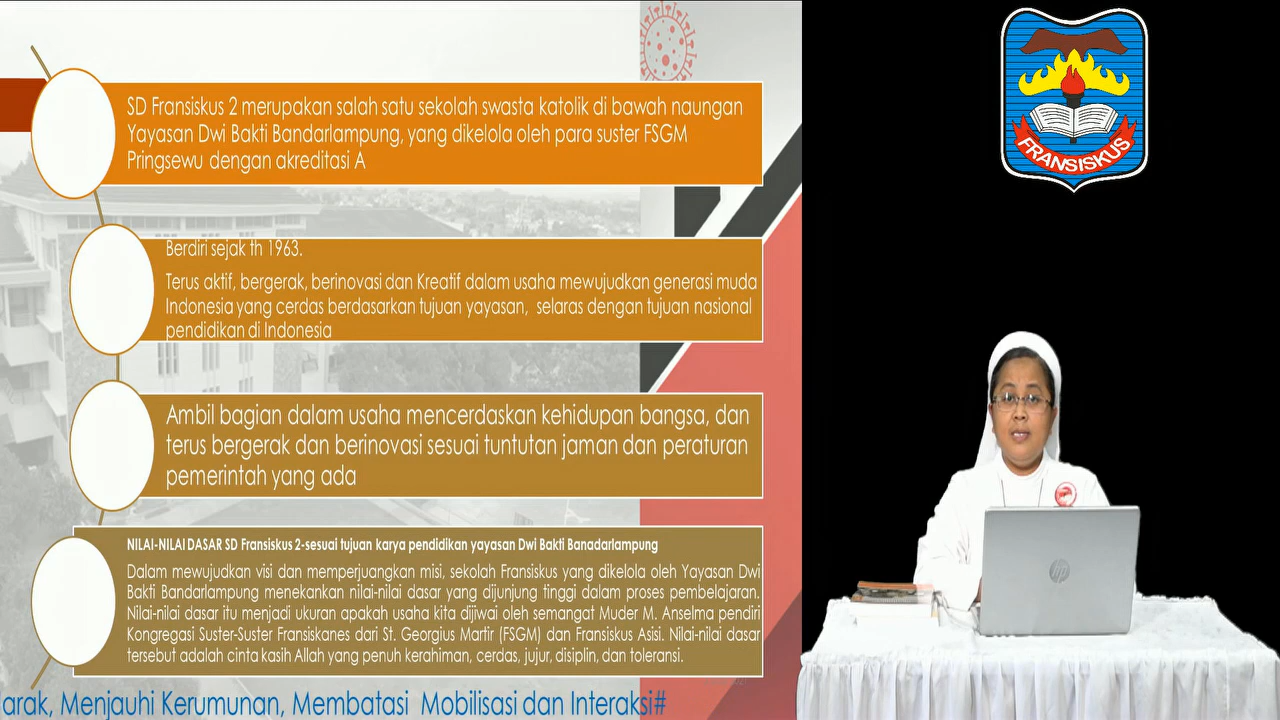 SD Fransiskus 2 merupakan salah satu sekolah swasta katolik di bawah naungan
Yayasan Dwi Bakti Bandarlampung, yang dikelola oleh para suster FSGM
Pringsewu dengan akreditasi A
Berdiri sejak th 1963.
Terus aktif, bergerak, berinovasi dan Kreatif dalam usaha mewujudkan generasi muda
Indonesia yang cerdas berdasarkan tujuan yayasan, selaras dengan tujuan nasional
pendidikan di Indonesia
Ambil bagian dalam usaha mencerdaskan kehidupan bangsa, dan
terus bergerak dan berinovasi sesuai tuntutan jaman dan peraturan
pemerintah yang ada
NILAI-NILAI DASAR SD Fransiskus 2-sesuai tujuan karya pendidikan yayasan Dwi Bakti Banadarlampung
Dalam mewujudkan visi dan memperjuangkan misi, sekolah Fransiskus yang dikelola oleh Yayasan Dwi
Bakti Bandarlampung menekankan nilai-nilai dasar yang dijunjung tinggi dalam proses pembelajaran.
Nilai-nilai dasar itu menjadi ukuran apakah usaha kita dijiwai oleh semangat Muder M. Anselma pendiri
Kongregasi Suster-Suster Fransiskanes dari St. Georgius Martir (FSGM) dan Fransiskus Asisi. Nilai-nilai dasar
tersebut adalah cinta kasih Allah yang penuh kerahiman, cerdas, jujur, disiplin, dan toleransi.
arak, Menjauhi Kerumunan, Membatasi Mobilisasi dan Interaksi#
FRANSISKUS
hp